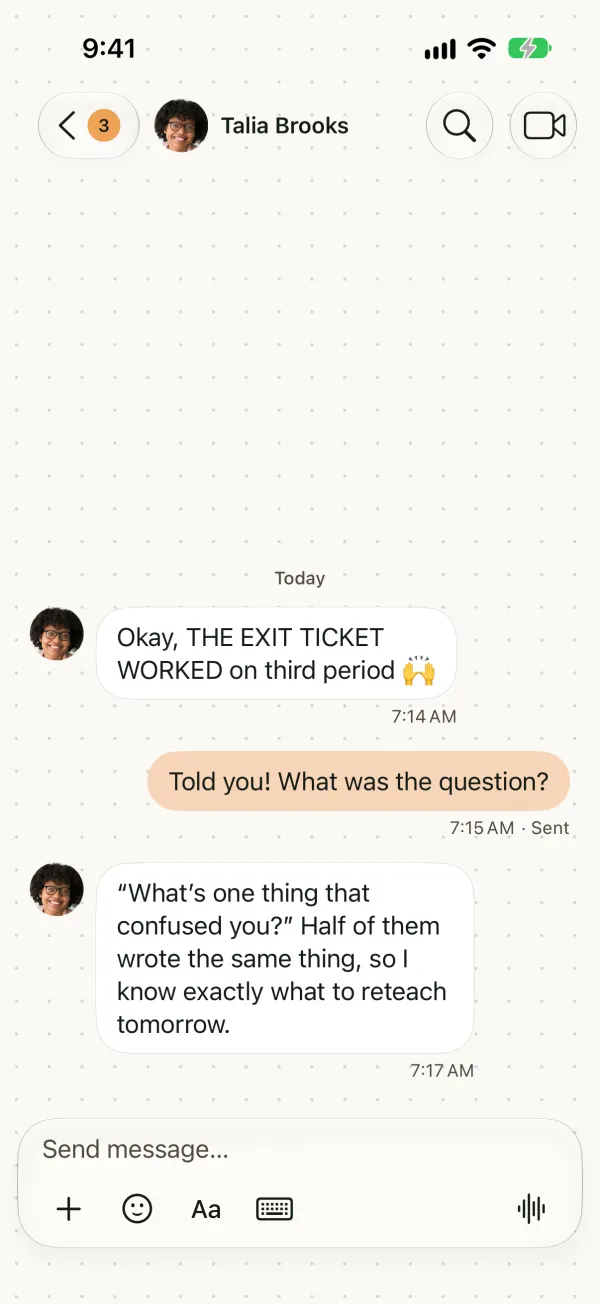 9:41
3
Talia Brooks
Today
Okay, THE EXIT TICKET
WORKED on third period 🙌
7:14 AM
Told you! What was the question?
7:15 AM · Sent
“What’s one thing that
confused you?” Half of them
wrote the same thing, so I
know exactly what to reteach
tomorrow.
7:17 AM
Send message...
Aa